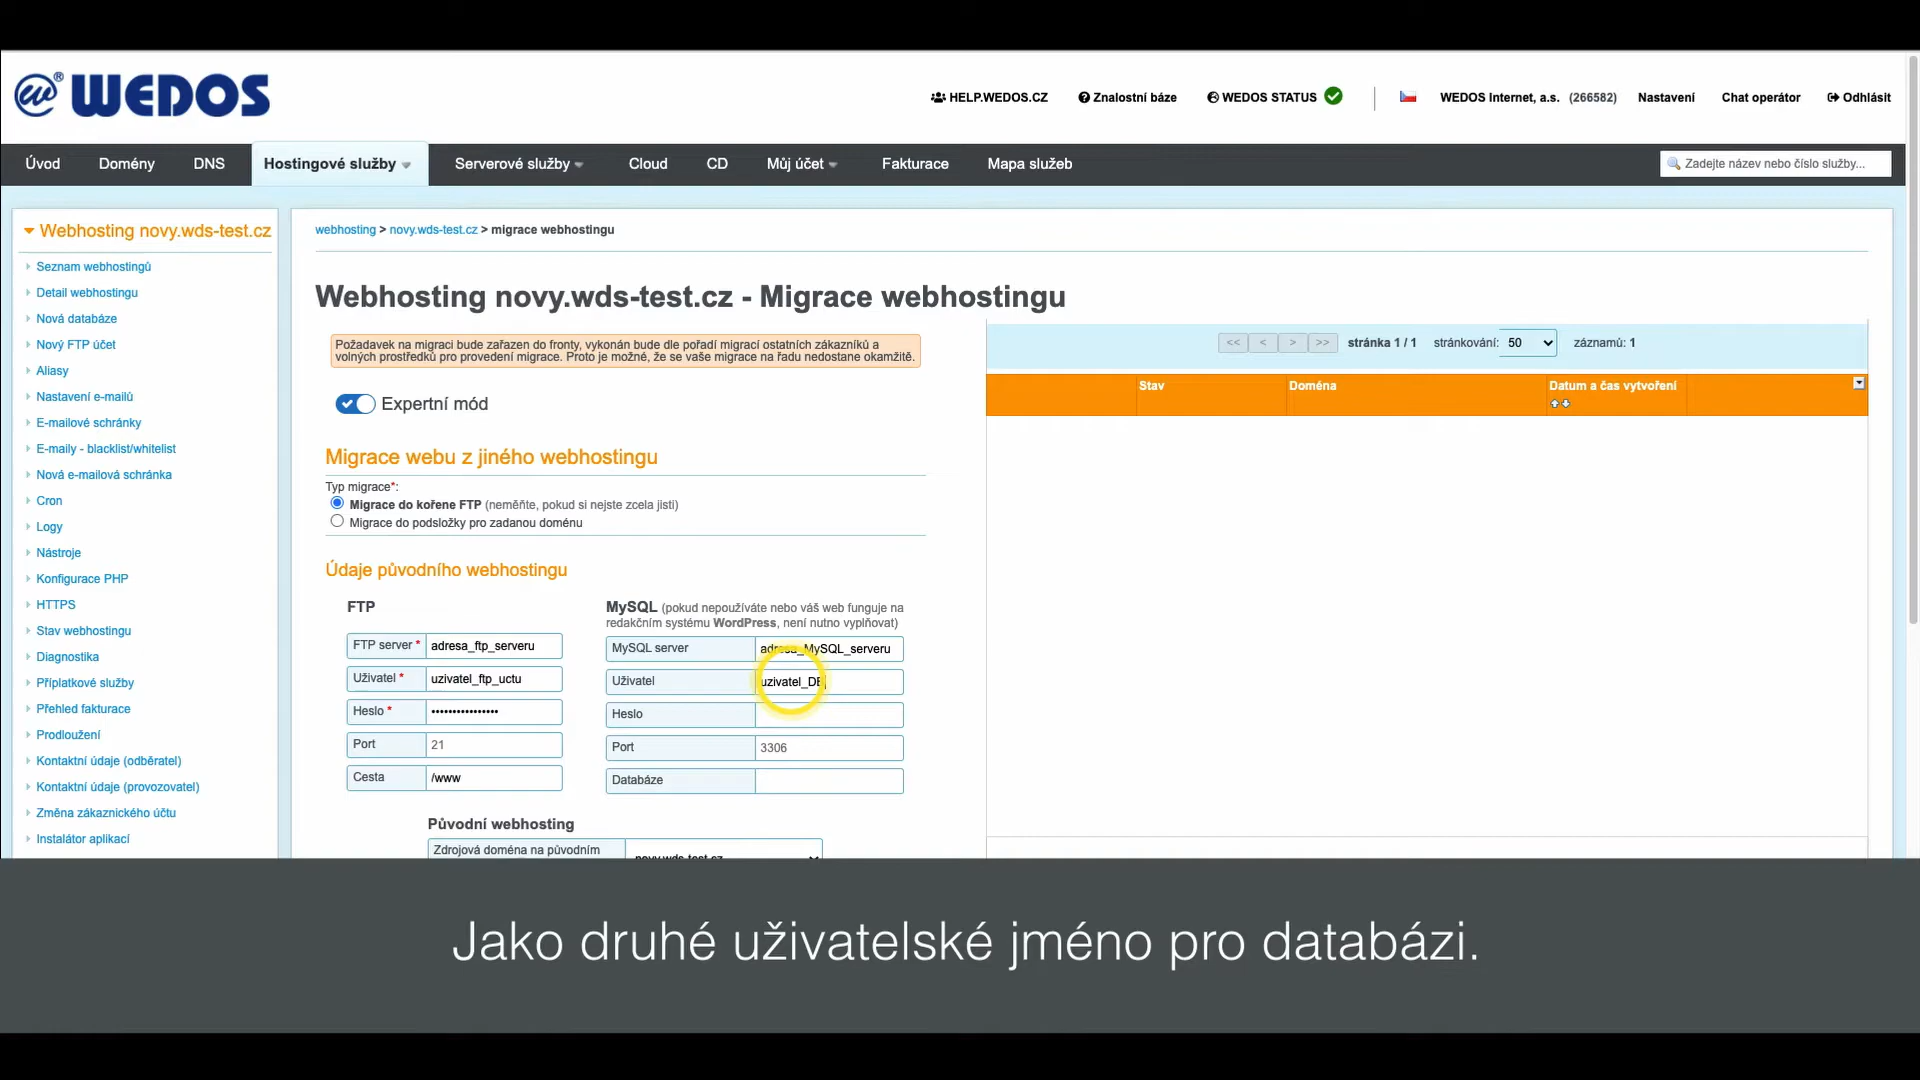 WEDOS
HELP.WEDOS.CZ
Znalostní báze
WEDOS STATUS
WEDOS Internet, a.s. (266582)
Nastavení
Chat operátor
Odhlásit
Úvod
Domény
DNS
Hostingové služby
Serverové služby
Cloud
CD
Můj účet
Fakturace
Mapa služeb
Zadejte název nebo číslo služby...
Webhosting novy.wds-test.cz
Seznam webhostingů
Detail webhostingu
Nová databáze
Nový FTP účet
Aliasy
Nastavení e-mailů
E-mailové schránky
E-maily - blacklist/whitelist
Nová e-mailová schránka
Cron
Logy
Nástroje
Konfigurace PHP
HTTPS
Stav webhostingu
Diagnostika
Příplatkové služby
Přehled fakturace
Prodloužení
Kontaktní údaje (odběratel)
Kontaktní údaje (provozovatel)
Změna zákaznického účtu
Instalátor aplikací
webhosting > novy.wds-test.cz > migrace webhostingu
Webhosting novy.wds-test.cz - Migrace webhostingu
Požadavek na migraci bude zařazen do fronty, vykonán bude dle pořadí migrací ostatních zákazníků a
volných prostředků pro provedení migrace. Proto je možné, že se vaše migrace na řadu nedostane okamžitě.
Expertní mód
Migrace webu z jiného webhostingu
Typ migrace*:
Migrace do kořene FTP (neměňte, pokud si nejste zcela jisti)
Migrace do podsložky pro zadanou doménu
Údaje původního webhostingu
FTP
FTP server * adresa_ftp_serveru
Uživatel * uzivatel_ftp_uctu
Heslo * ••••••••••••••••
Port 21
Cesta /www
MySQL (pokud nepoužíváte nebo váš web funguje na
redakčním systému WordPress, není nutno vyplňovat)
MySQL server adresa_MySQL_serveru
Uživatel uzivatel_DB
Heslo
Port 3306
Databáze
Původní webhosting
Zdrojová doména na původním
novy.wds-test.cz
<< < > >> stránka 1 / 1 stránkování: 50 záznamů: 1
Stav
Doména
Datum a čas vytvoření
Jako druhé uživatelské jméno pro databázi.